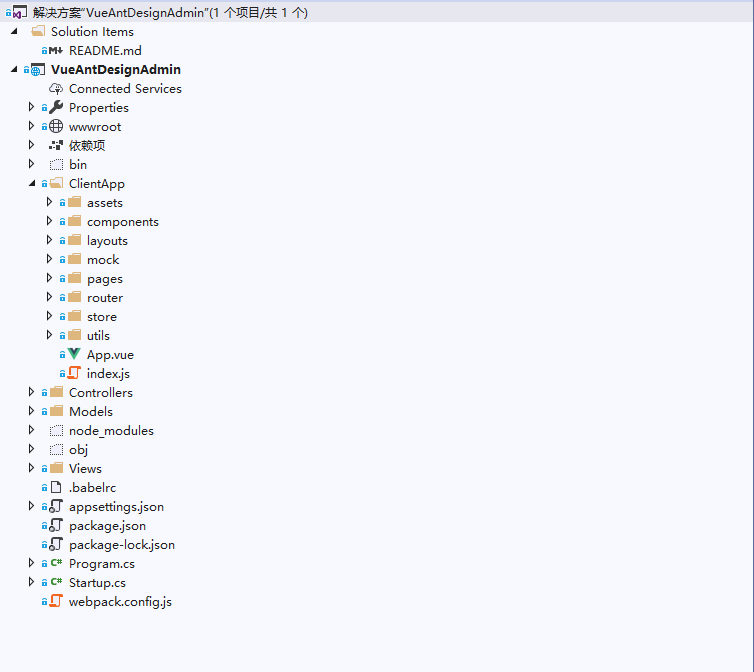 解决方案"VueAntDesignAdmin"(1 个项目/共 1 个)
Solution Items
README.md
VueAntDesignAdmin
Connected Services
Properties
wwwroot
依赖项
bin
ClientApp
assets
components
layouts
mock
pages
router
store
utils
App.vue
index.js
Controllers
Models
node_modules
obj
Views
.babelrc
appsettings.json
package.json
package-lock.json
C# Program.cs
C# Startup.cs
webpack.config.js